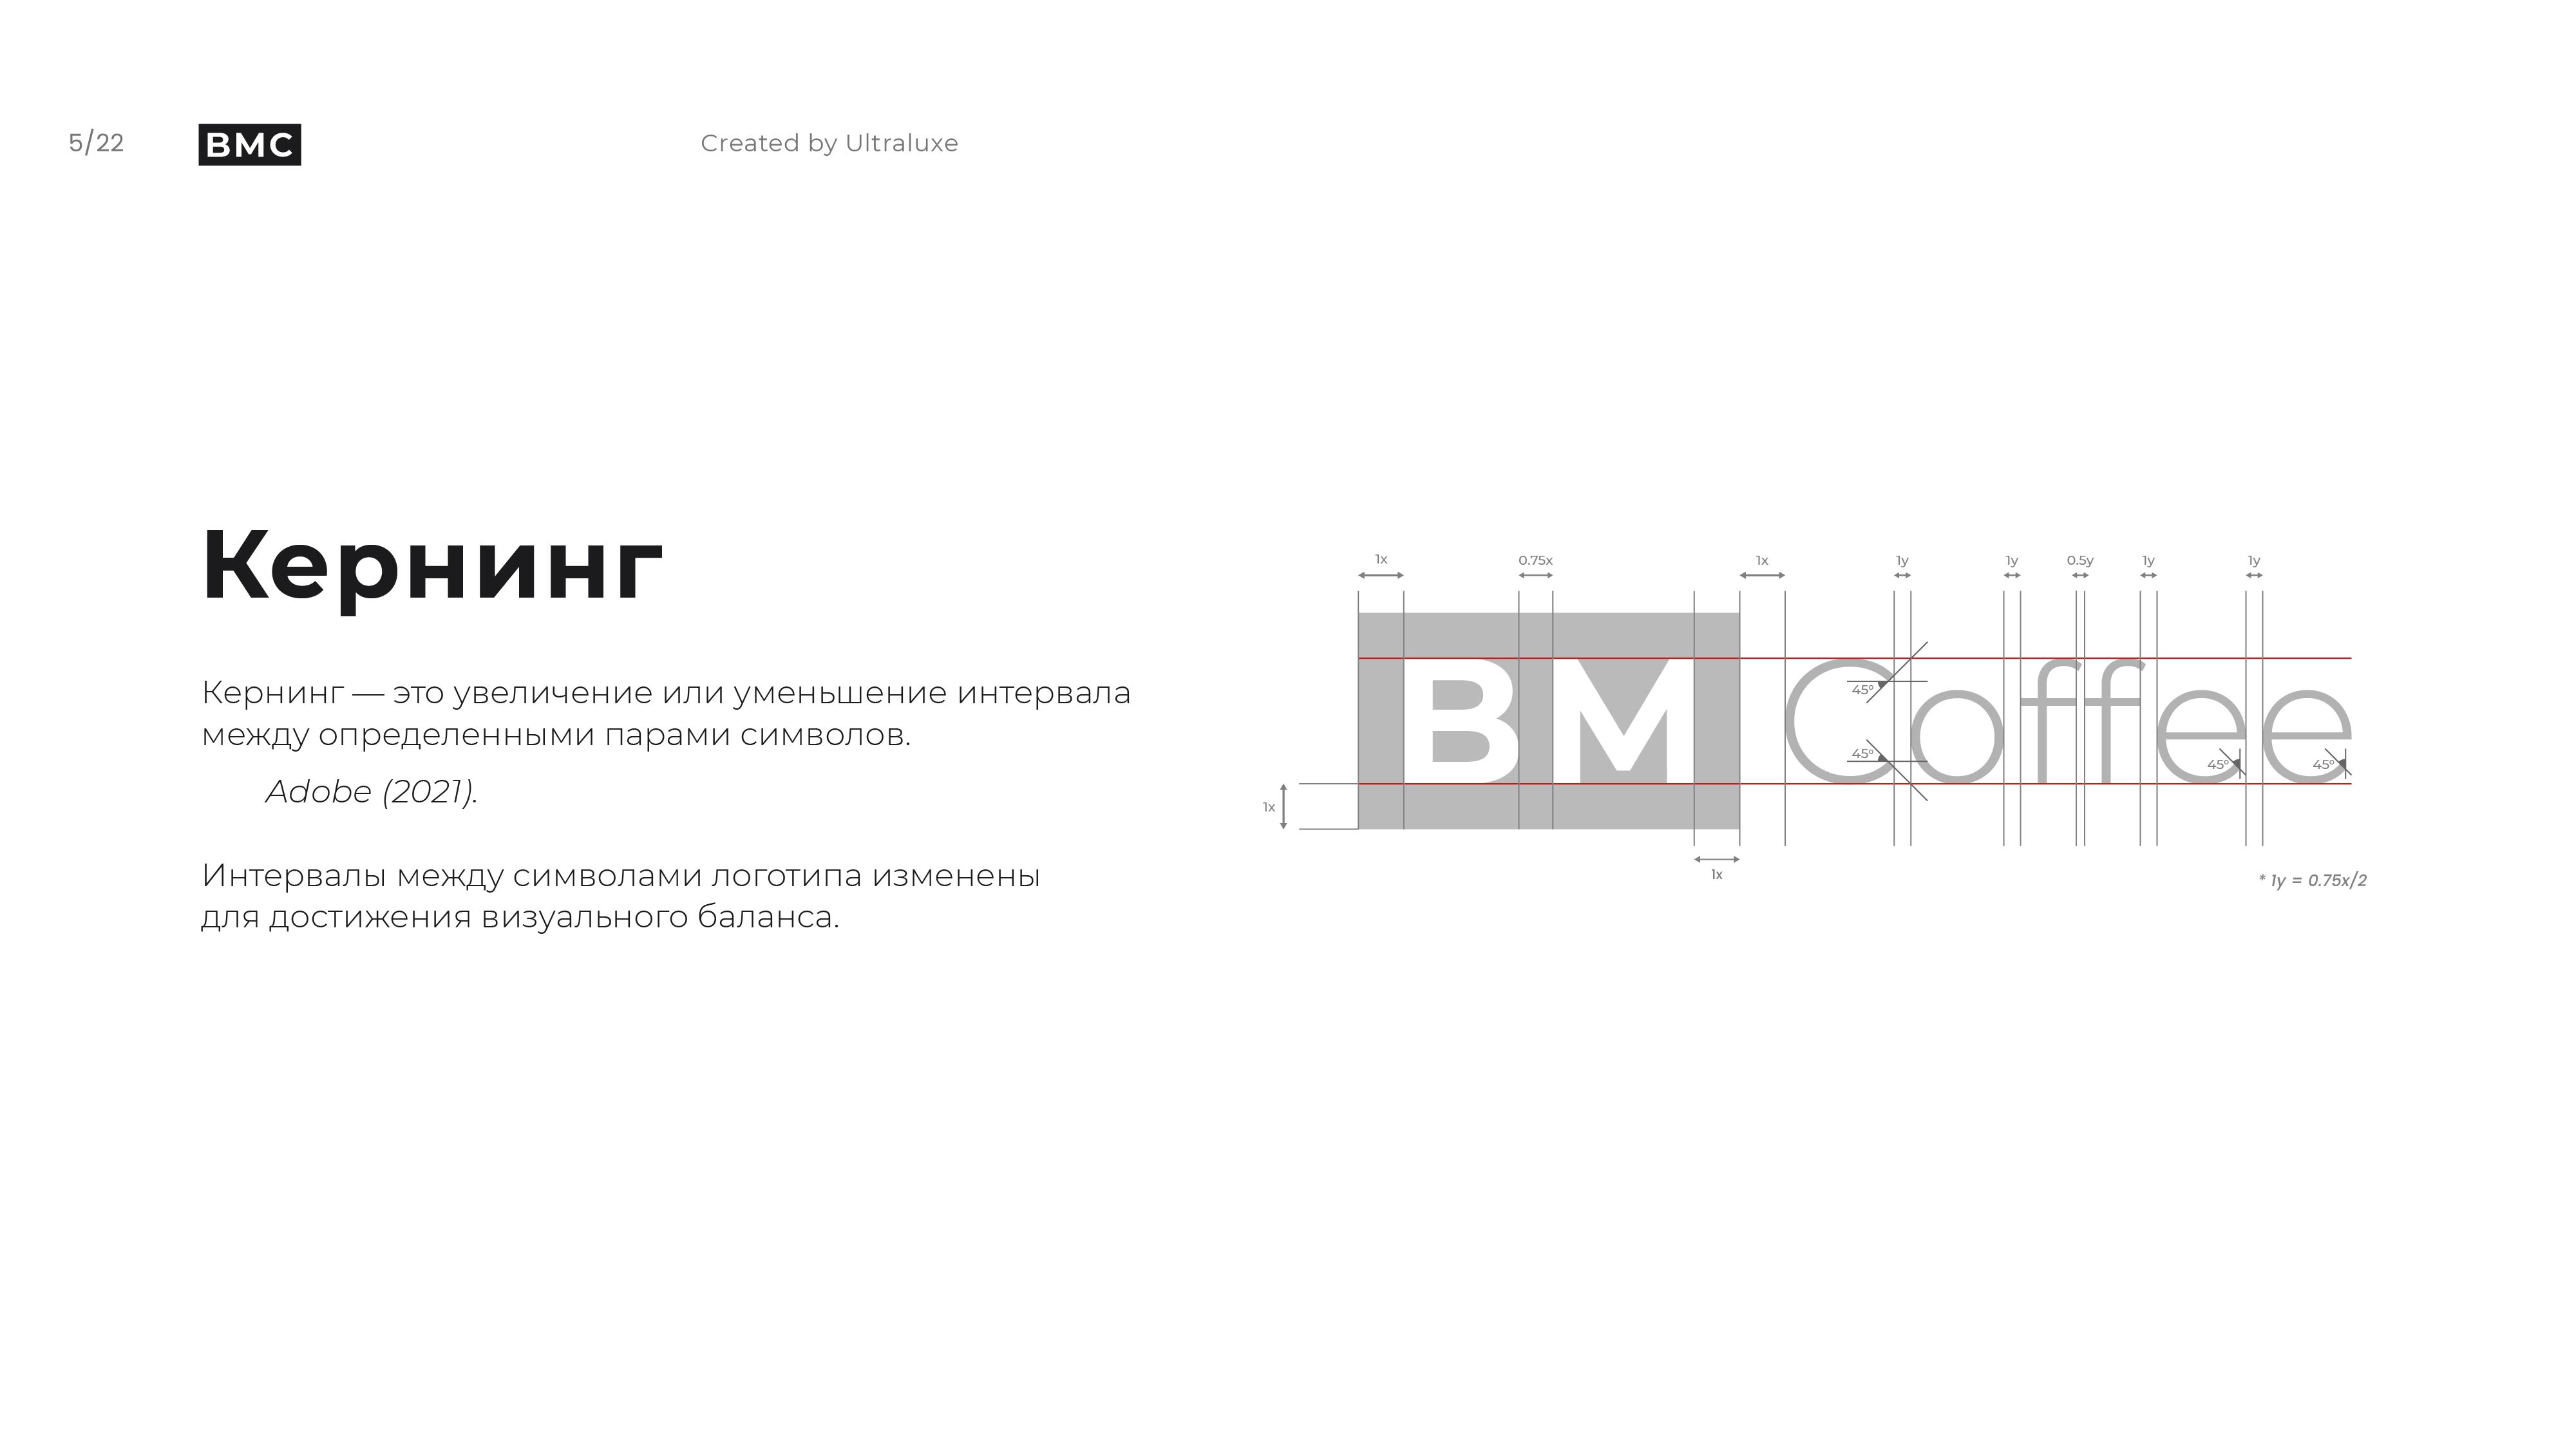 5/22
BMC
Created by Ultraluxe
Кернинг
Кернинг — это увеличение или уменьшение интервала
между определенными парами символов.
Adobe (2021).
Интервалы между символами логотипа изменены
для достижения визуального баланса.
1x 0.75x 1x 1y 1y 0.5y 1y 1y
BM Coffee
45° 45° 45° 45°
1x
1x
* 1y = 0.75x/2